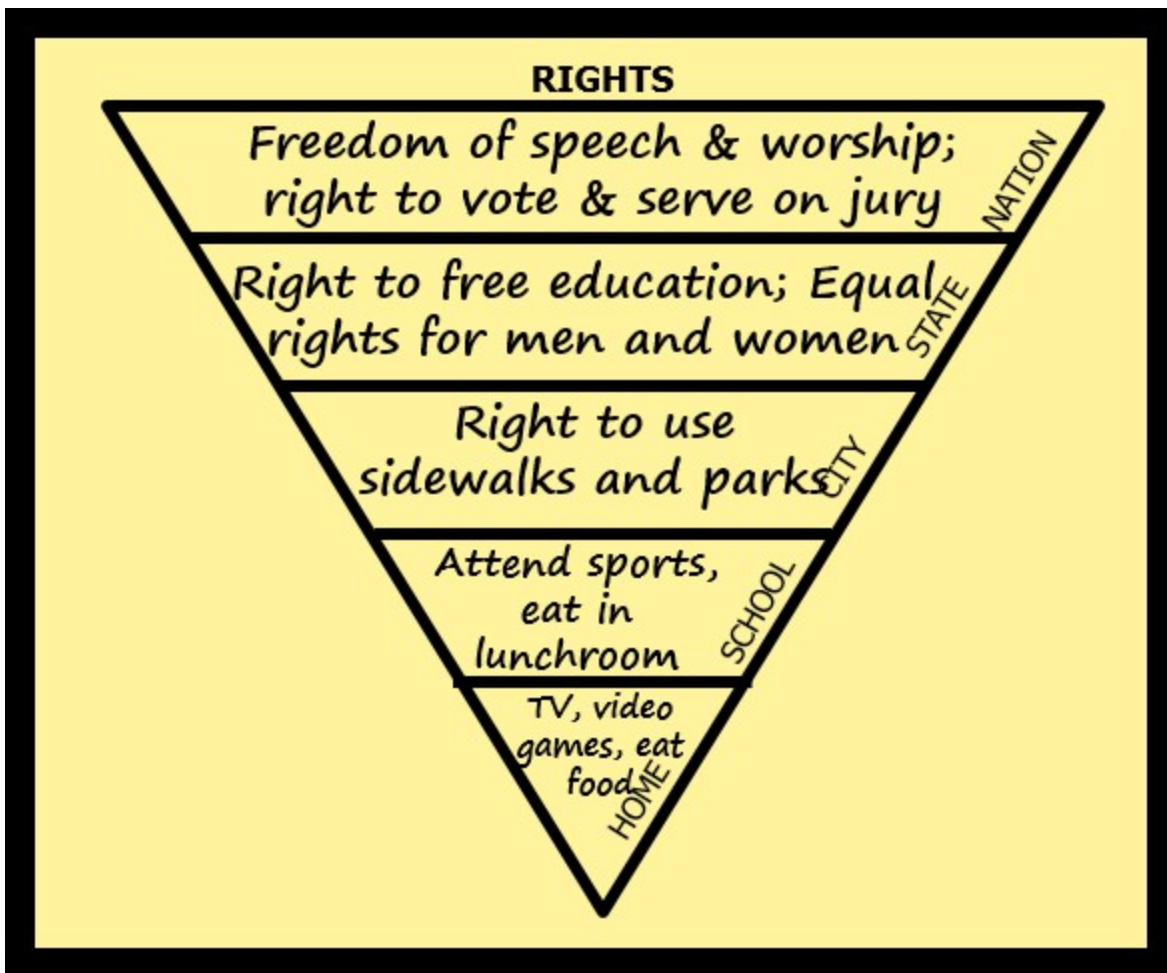 RIGHTS
Freedom of speech & worship;
right to vote & serve on jury
NATION
Right to free education; Equal
rights for men and women
STATE
Right to use
sidewalks and parks
CITY
Attend sports,
eat in
lunchroom
SCHOOL
TV, video
games, eat
food
HOME